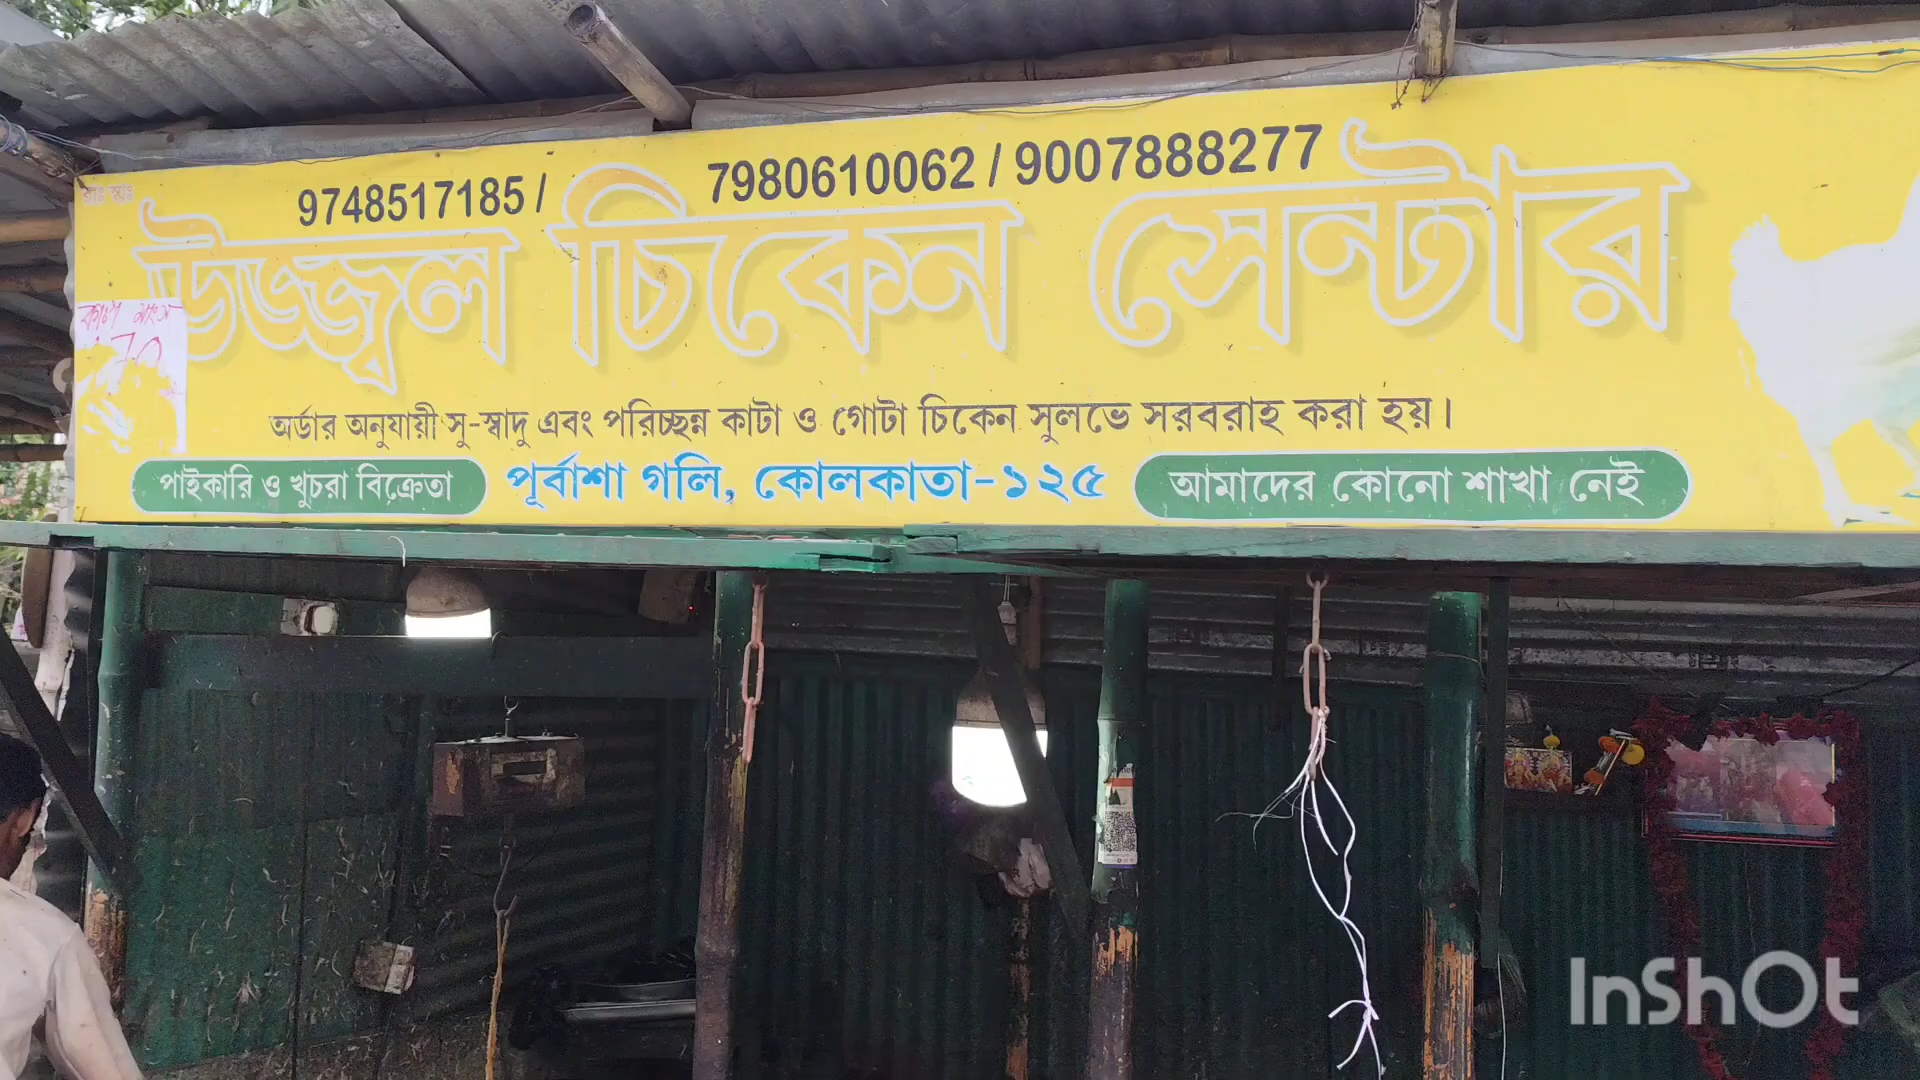 9748517185 / 7980610062 / 9007888277
উজ্জ্বল চিকেন সেন্টার
কাটা মাংস
অর্ডার অনুযায়ী সু-স্বাদু এবং পরিচ্ছন্ন কাটা ও গোটা চিকেন সুলভে সরবরাহ করা হয়।
পাইকারি ও খুচরা বিক্রেতা পূর্বাশা গলি, কোলকাতা-১২৫ আমাদের কোনো শাখা নেই
InShOt